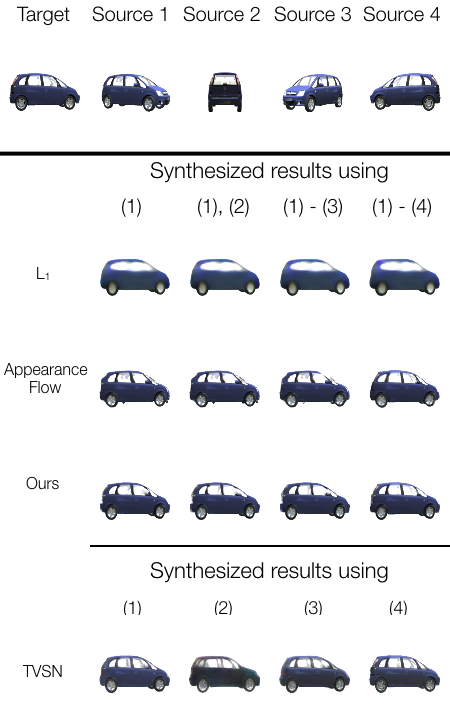 Target Source 1 Source 2 Source 3 Source 4
Synthesized results using
(1) (1), (2) (1) - (3) (1) - (4)
L₁
Appearance
Flow
Ours
Synthesized results using
(1) (2) (3) (4)
TVSN